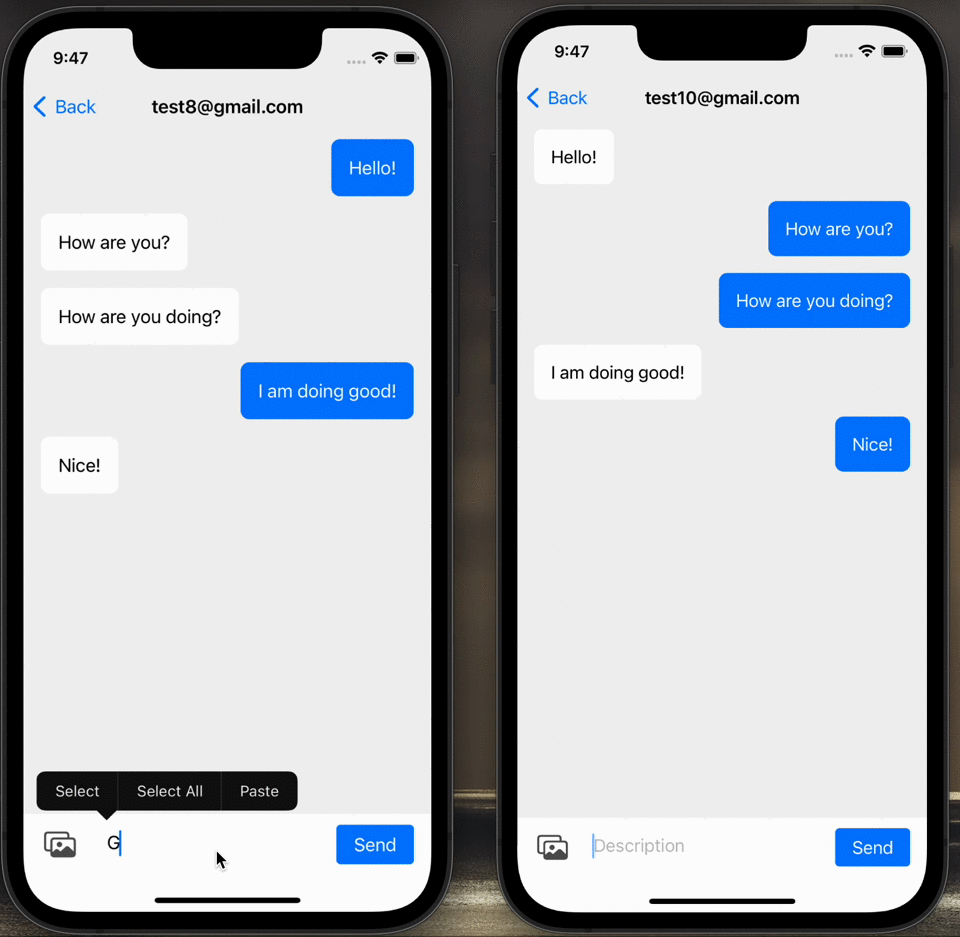 9:47
Back
test8@gmail.com
Hello!
How are you?
How are you doing?
I am doing good!
Nice!
Select
Select All
Paste
G
Send
9:47
Back
test10@gmail.com
Hello!
How are you?
How are you doing?
I am doing good!
Nice!
Description
Send